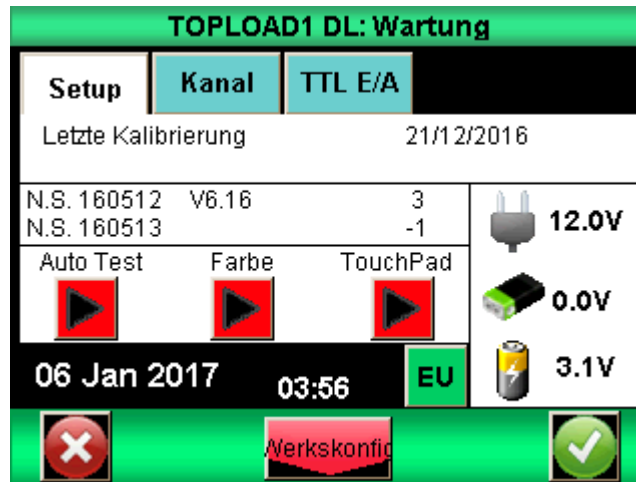 TOPLOAD1 DL: Wartung
Setup Kanal TTL E/A
Letzte Kalibrierung 21/12/2016
N.S. 160512 V6.16 3
N.S. 160513 -1
12.0V
Auto Test Farbe TouchPad
0.0V
3.1V
06 Jan 2017 03:56 EU
Werkskonfig